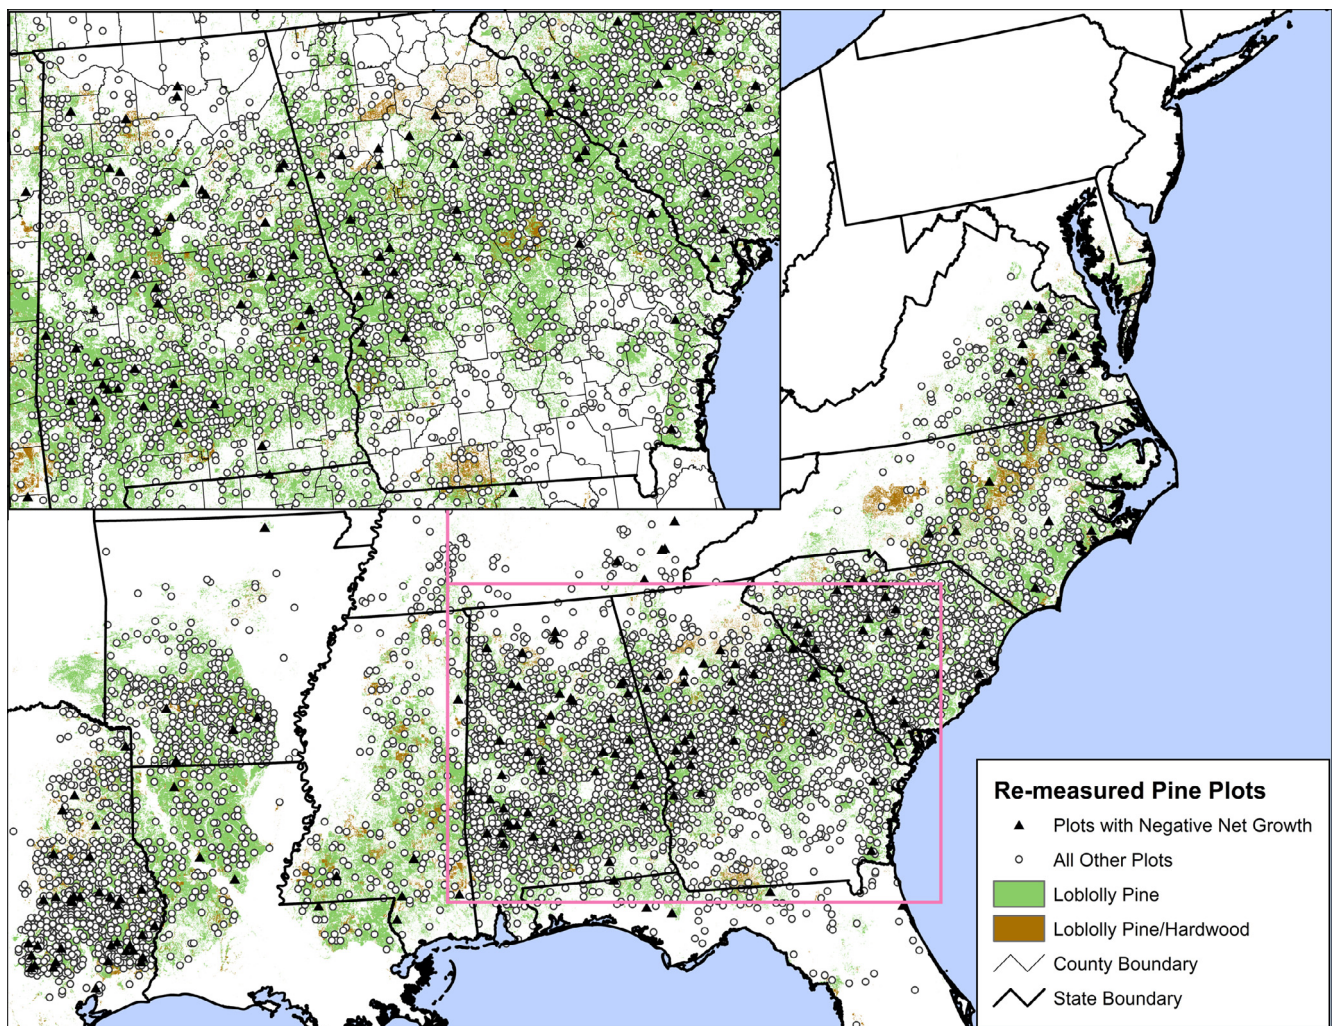 Re-measured Pine Plots
Plots with Negative Net Growth
All Other Plots
Loblolly Pine
Loblolly Pine/Hardwood
County Boundary
State Boundary